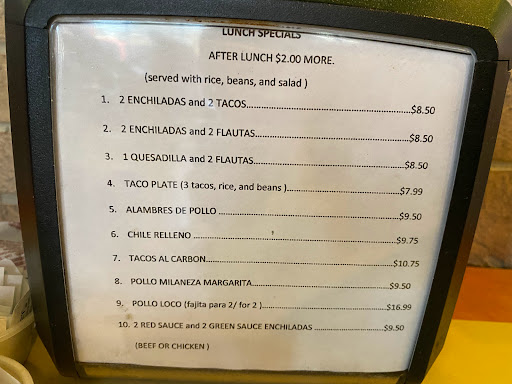 LUNCH SPECIALS
AFTER LUNCH $2.00 MORE.
(served with rice, beans, and salad )
1. 2 ENCHILADAS and 2 TACOS........................................$8.50
2. 2 ENCHILADAS and 2 FLAUTAS........................................$8.50
3. 1 QUESADILLA and 2 FLAUTAS........................................$8.50
4. TACO PLATE (3 tacos, rice, and beans )..............................$7.99
5. ALAMBRES DE POLLO ........................................$9.50
6. CHILE RELLENO ........................................$9.75
7. TACOS AL CARBON........................................$10.75
8. POLLO MILANEZA MARGARITA........................................$9.50
9. POLLO LOCO (fajita para 2/ for 2 )........................................$16.99
10. 2 RED SAUCE and 2 GREEN SAUCE ENCHILADAS ......................$9.50
(BEEF OR CHICKEN )